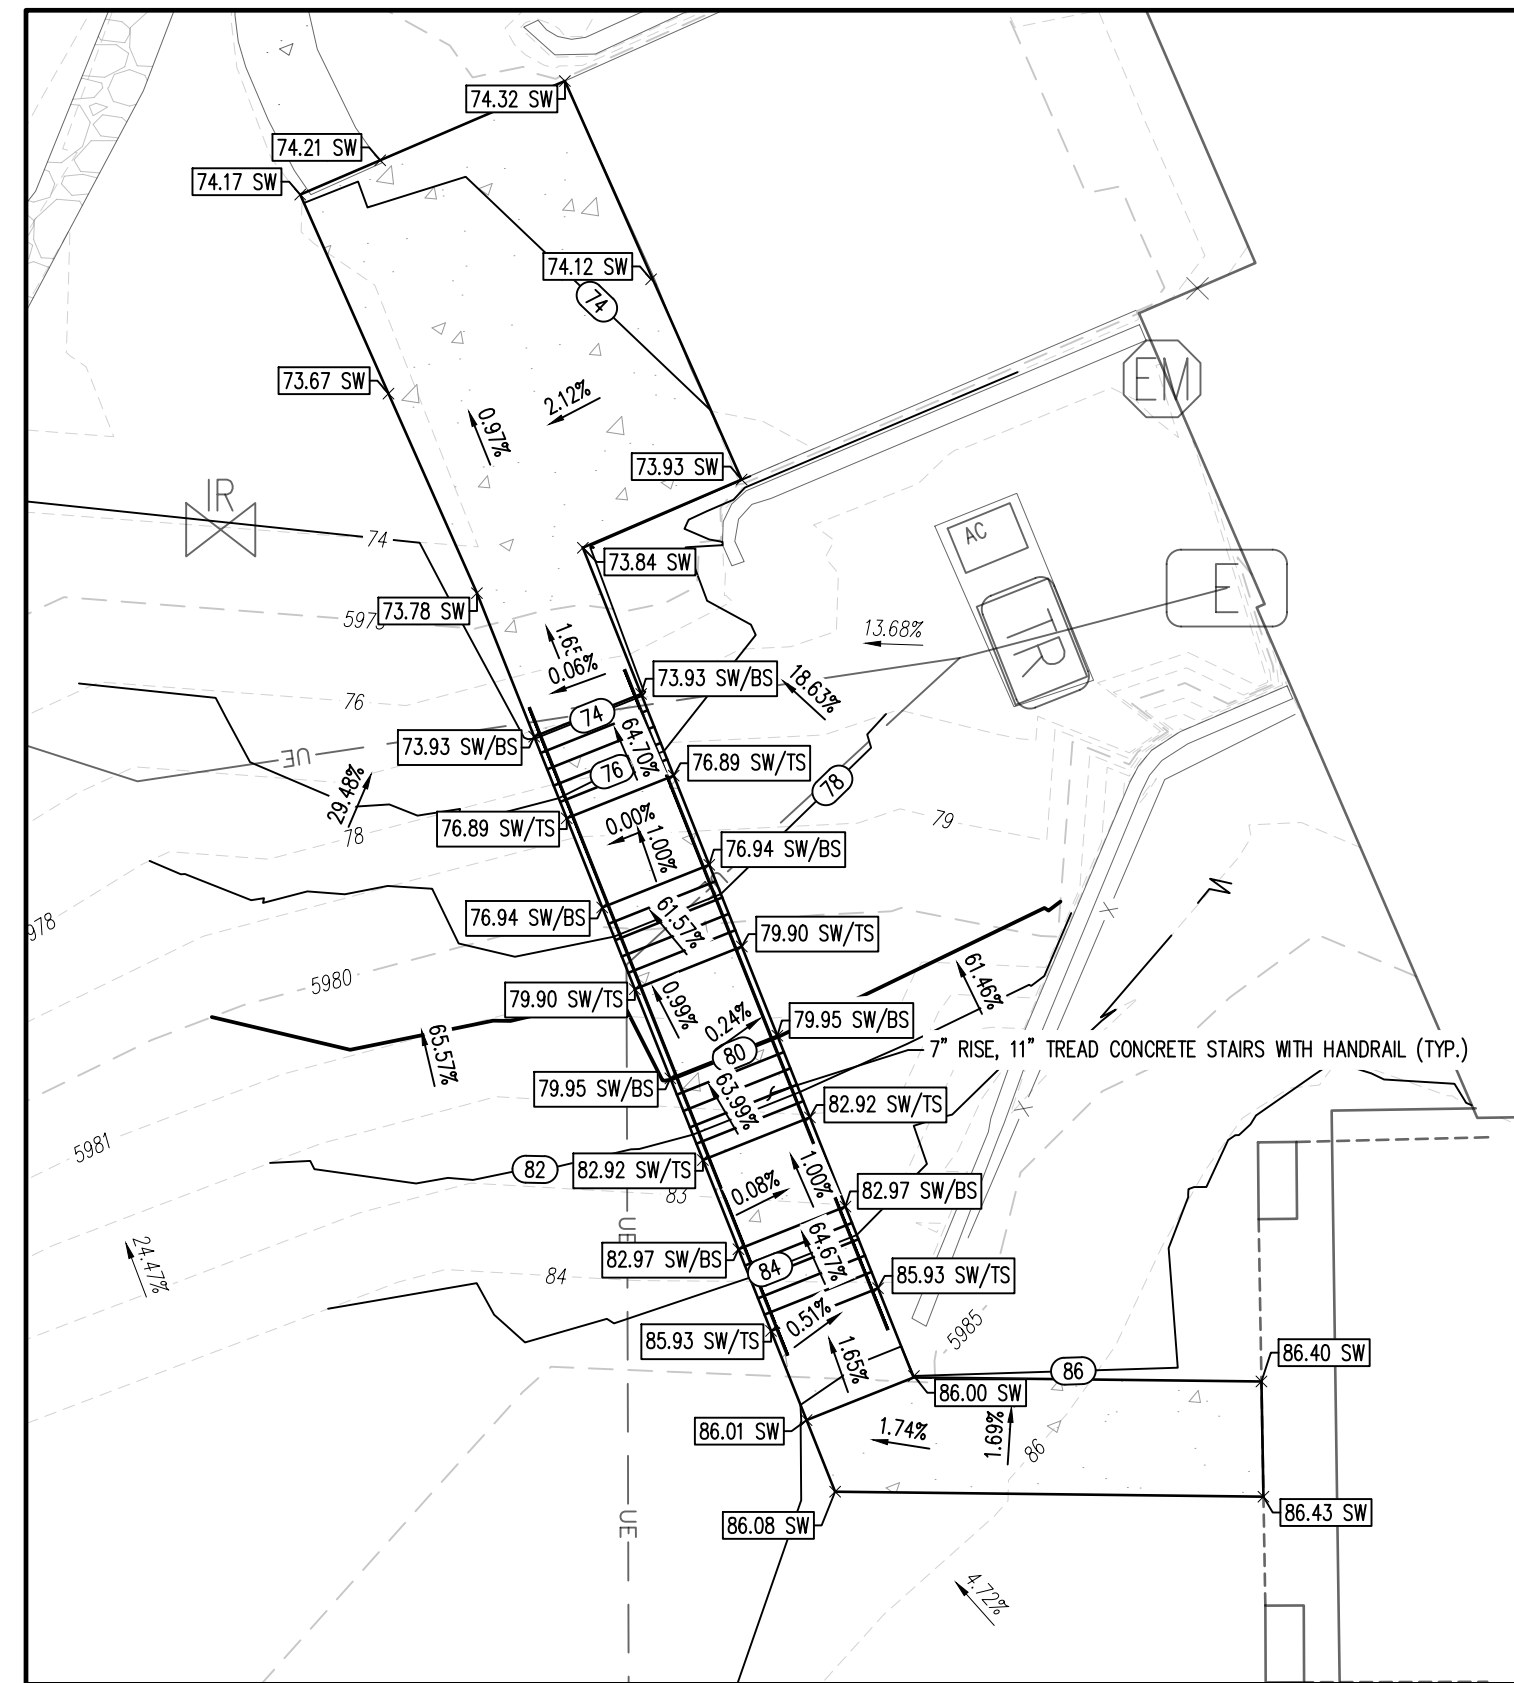 74.32 SW
74.21 SW
74.17 SW
74.12 SW
74
73.67 SW
2.12%
0.97%
EM
73.93 SW
IR
74
AC
73.84 SW
E
73.78 SW
5975
13.68%
TR
1.65
0.06%
73.93 SW/BS
18.63%
76
74
73.93 SW/BS
64.70%
UE
76
76.89 SW/TS
78
29.48%
78
76.89 SW/TS
0.00%
1.00%
79
76.94 SW/BS
76.94 SW/BS
61.57%
978
79.90 SW/TS
5980
79.90 SW/TS
0.99%
61.46%
0.24%
79.95 SW/BS
65.57%
80
7" RISE, 11" TREAD CONCRETE STAIRS WITH HANDRAIL (TYP.)
79.95 SW/BS
63.99%
82.92 SW/TS
5981
82
82.92 SW/TS
83
0.08%
1.00%
82.97 SW/BS
UE
24.47%
82.97 SW/BS
64.67%
84
84
85.93 SW/TS
0.51%
5985
85.93 SW/TS
1.65%
86.40 SW
86
86.00 SW
86.01 SW
1.74%
1.69%
86
86.08 SW
UE
86.43 SW
4.72%